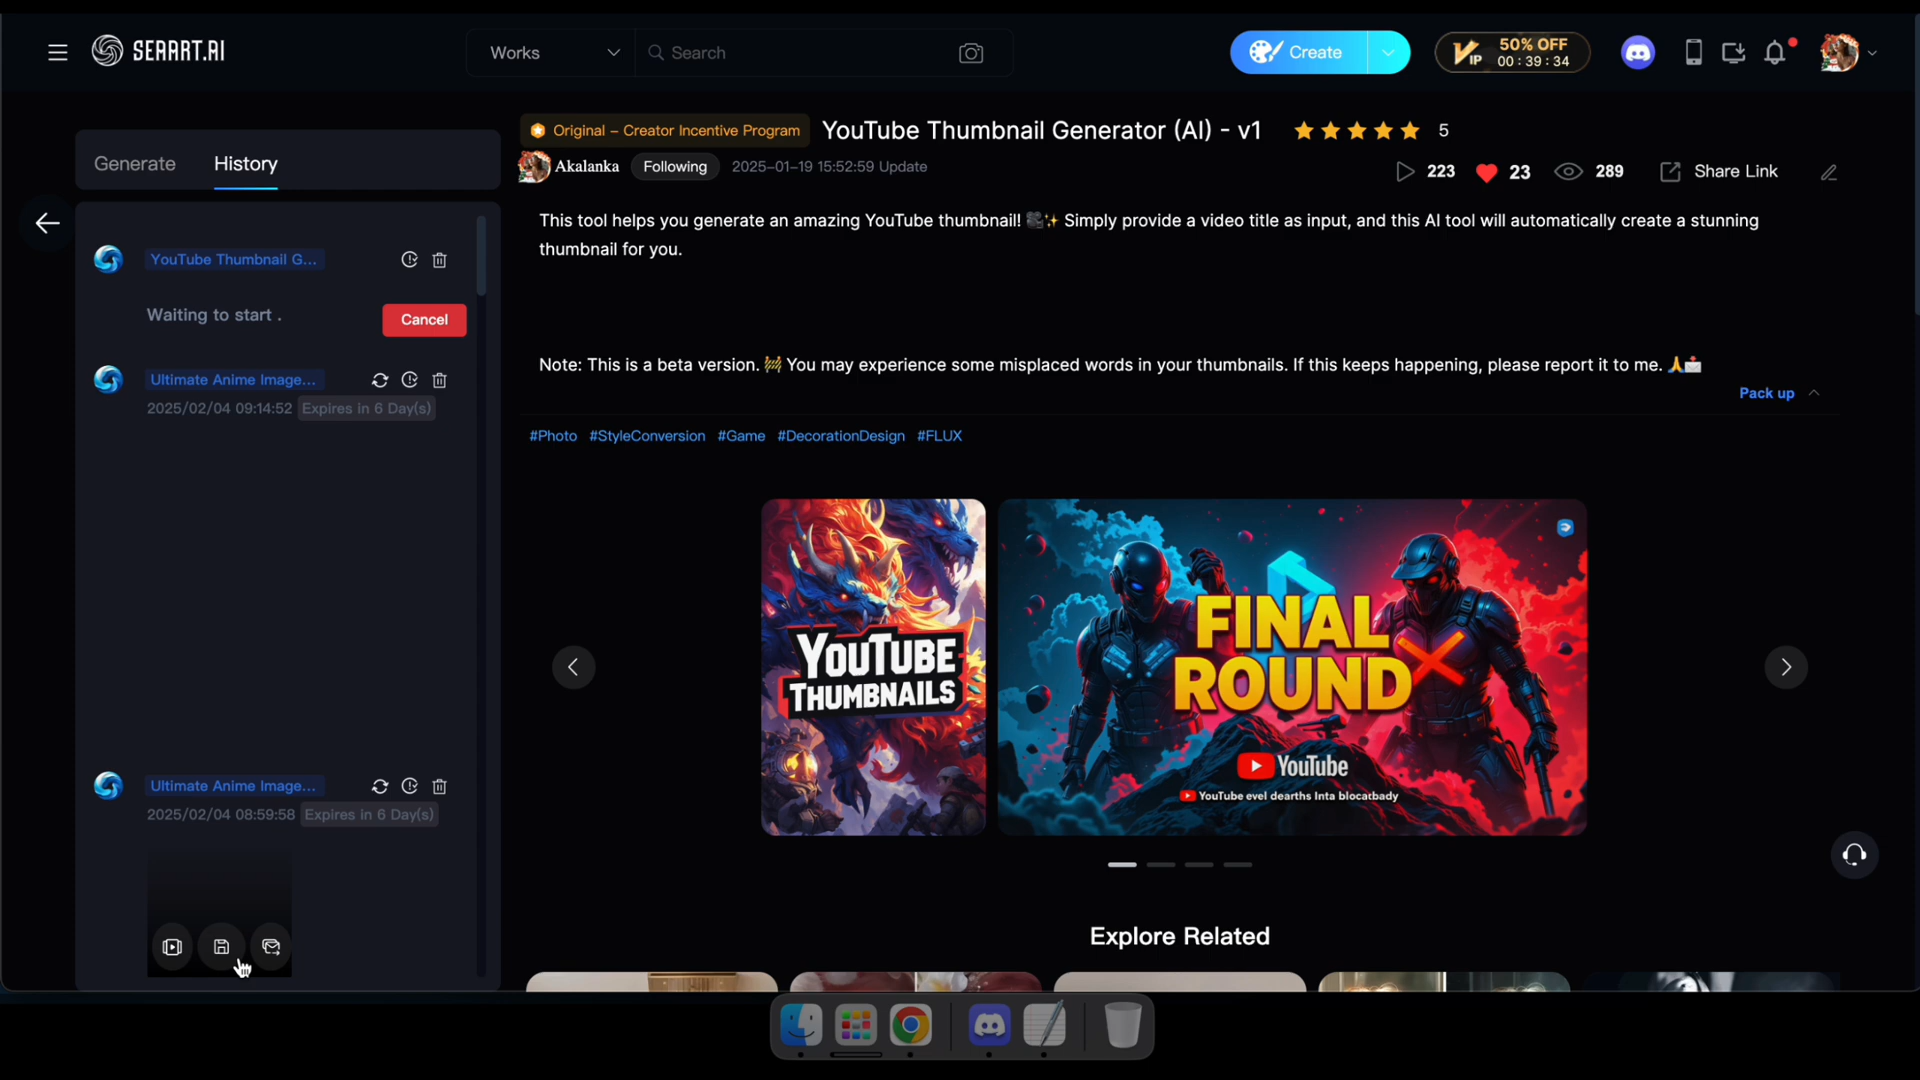 SEAART.AI
Works
Search
Create
VIP
50% OFF
00 : 39 : 34
Generate
History
YouTube Thumbnail G...
Waiting to start .
Cancel
Ultimate Anime Image...
2025/02/04 09:14:52 Expires in 6 Day(s)
Ultimate Anime Image...
2025/02/04 08:59:58 Expires in 6 Day(s)
Original – Creator Incentive Program YouTube Thumbnail Generator (AI) - v1 5
Akalanka Following 2025-01-19 15:52:59 Update
223 23 289 Share Link
This tool helps you generate an amazing YouTube thumbnail! 🎥✨ Simply provide a video title as input, and this AI tool will automatically create a stunning
thumbnail for you.
Note: This is a beta version. 🚧 You may experience some misplaced words in your thumbnails. If this keeps happening, please report it to me. 🙏📩
Pack up
#Photo #StyleConversion #Game #DecorationDesign #FLUX
YOUTUBE
THUMBNAILS
FINAL
ROUND
YouTube
YouTube evel dearths Inta blocatbady
Explore Related